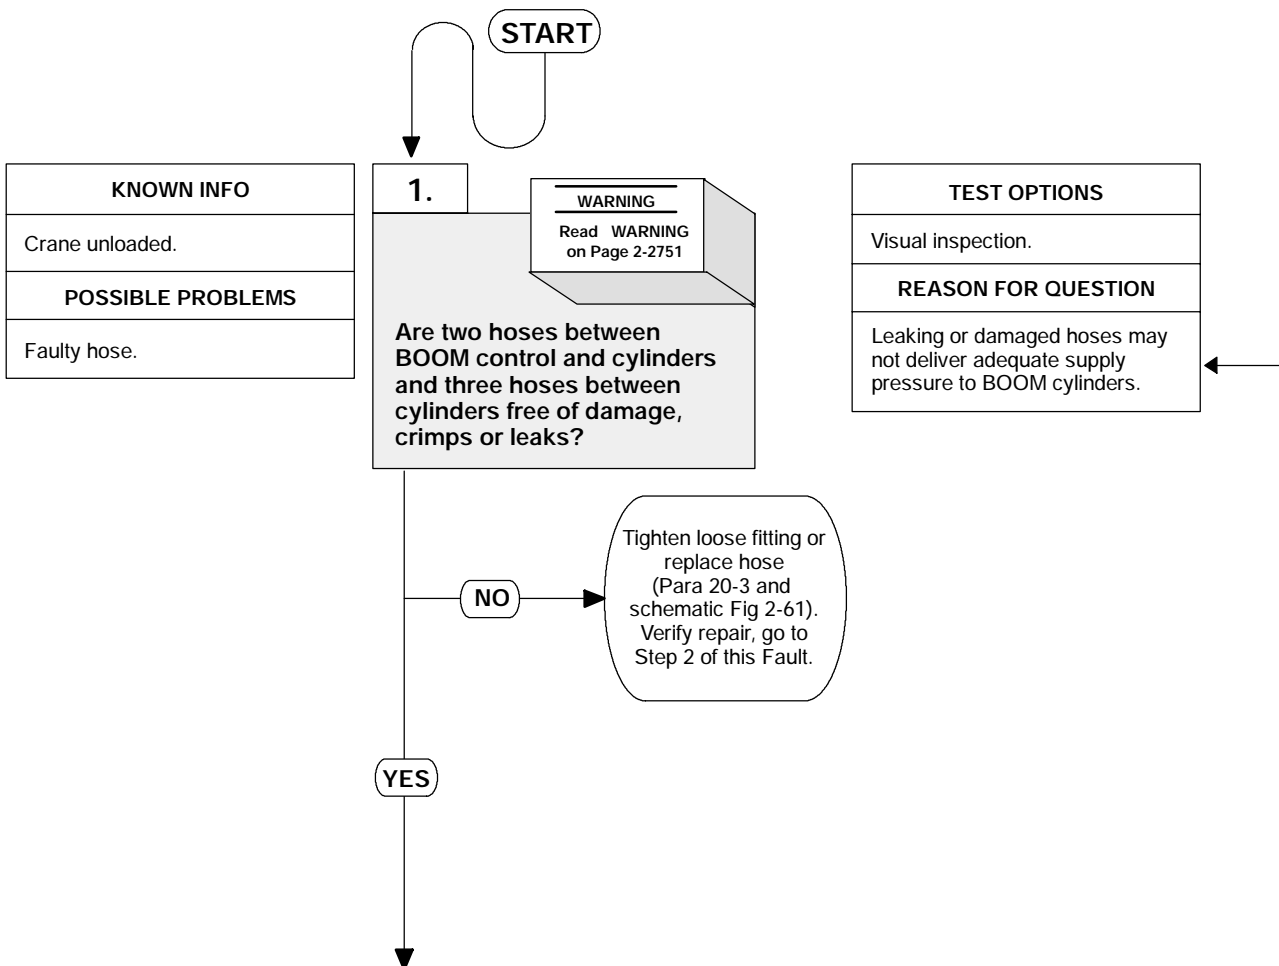 START
KNOWN INFO
Crane unloaded.
POSSIBLE PROBLEMS
Faulty hose.
1.
WARNING
Read WARNING
on Page 2-2751
Are two hoses between
BOOM control and cylinders
and three hoses between
cylinders free of damage,
crimps or leaks?
TEST OPTIONS
Visual inspection.
REASON FOR QUESTION
Leaking or damaged hoses may
not deliver adequate supply
pressure to BOOM cylinders.
NO
Tighten loose fitting or
replace hose
(Para 20-3 and
schematic Fig 2-61).
Verify repair, go to
Step 2 of this Fault.
YES